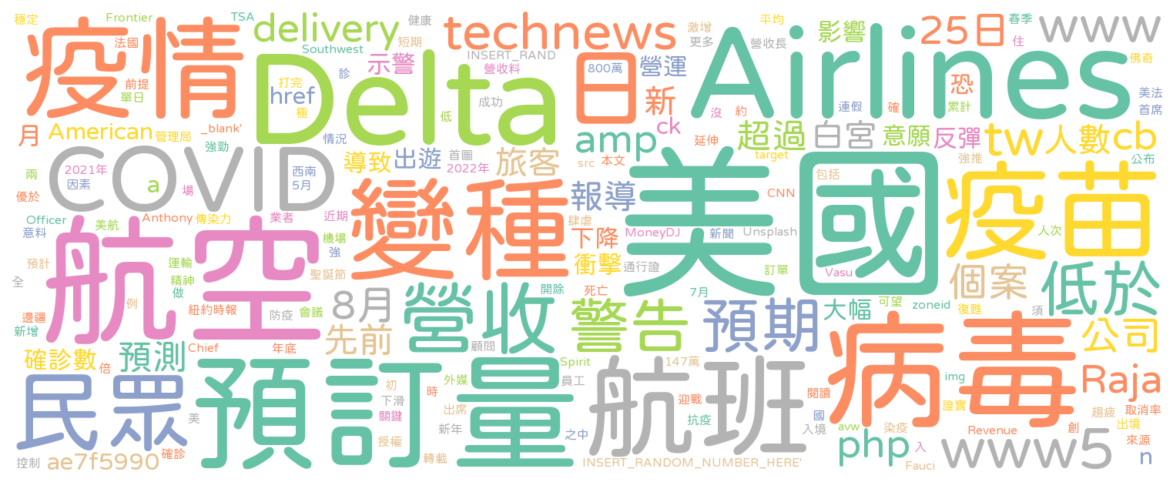 穩定 Frontier TSA 健康 激增 平均 春季
疫情 法國 delivery 短期 technews 更多 Airlines 影響 營收長 25日 住 www
Southwest INSERT_RAND
示警 營收料 800萬 營運
前提 打完 診 佛奇
單日 href 成功 日 新 恐 連假 確 累計 美法
Delta 首席
月 American 管理局 _blank' 極 低 沒 約 amp ck 超過 白宮 意願 反彈 tw 人數 cb
強勁 情況 首圖 延伸
COVID 2021年 導致 出遊 旅客 src 本文 target 強推 公布
兩 因素 a 場 西南 2022年 包括
5月 變種 報導 CNN 美國 疫苗
優於 Officer Anthony 傳染力 業者 近期 肆虐
意料 美航 下降 MoneyDJ 新聞 Unsplash 人次
航空 機場 強 衝擊 通行證 訂單 Vasu 個案 低於
預計 運輸 聖誕節
全 精神 做 例 開除 死亡 7月 可望 zoneid 復甦
邊疆 紐約時報 防疫 會議 8月 營收 警告 預期 大幅 須
新增 先前 公司
確診數 倍 預測 Chief 年底 顧問 Spirit 147萬 病毒
民眾 預訂量 初 時 外媒 員工 航班 迎戰 閱讀 img Raja
下滑 證實 趨疲 取消率
美 關鍵 出席 抗疫 國 創 出境
控制 ae7f5990 確診 授權 新年 之中 入境 avw 染疫 Revenue 來源
轉載 INSERT_RANDOM_NUMBER_HERE' php 入 Fauci www5 n